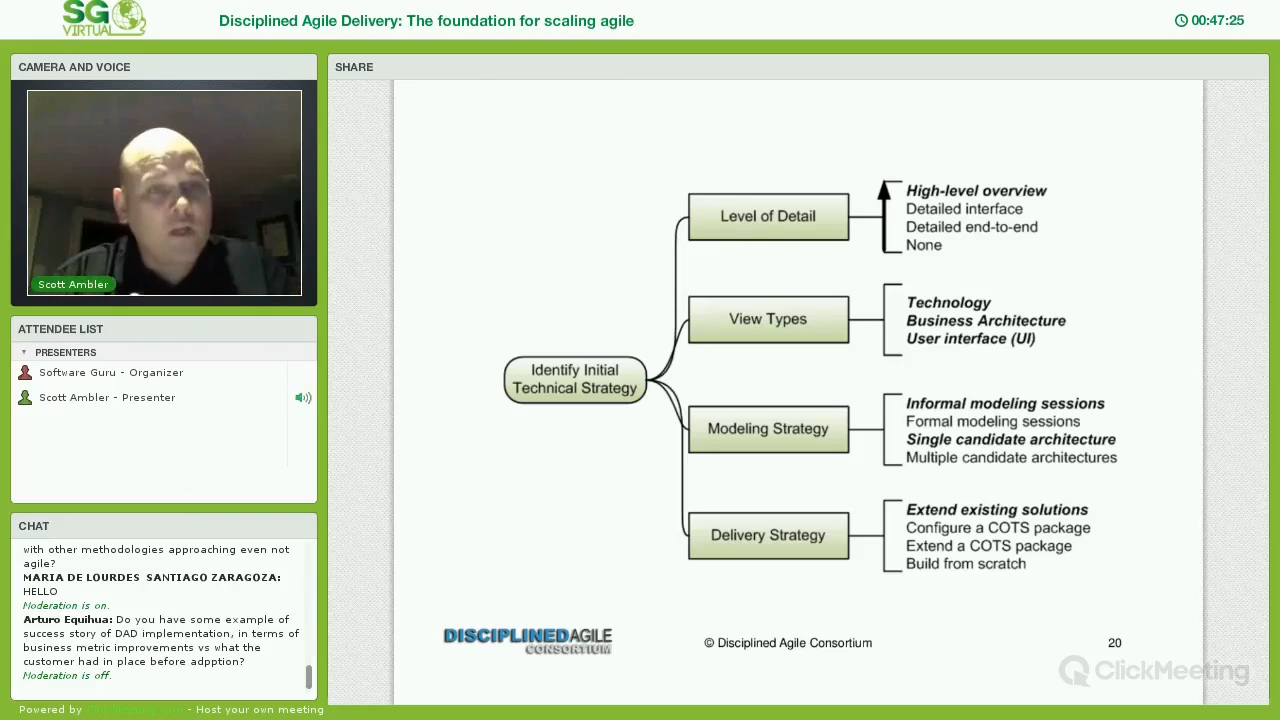 SG
VIRTUAL
Disciplined Agile Delivery: The foundation for scaling agile
00:47:25
CAMERA AND VOICE
Scott Ambler
ATTENDEE LIST
PRESENTERS
Software Guru - Organizer
Scott Ambler - Presenter
CHAT
with other methodologies approaching even not
agile?
MARIA DE LOURDES SANTIAGO ZARAGOZA:
HELLO
Moderation is on.
Arturo Equihua: Do you have some example of
success story of DAD implementation, in terms of
business metric improvements vs what the
customer had in place before adpption?
Moderation is off.
SHARE
Identify Initial
Technical Strategy
Level of Detail
High-level overview
Detailed interface
Detailed end-to-end
None
View Types
Technology
Business Architecture
User interface (UI)
Modeling Strategy
Informal modeling sessions
Formal modeling sessions
Single candidate architecture
Multiple candidate architectures
Delivery Strategy
Extend existing solutions
Configure a COTS package
Extend a COTS package
Build from scratch
DISCIPLINEDAGILE
CONSORTIUM
© Disciplined Agile Consortium
20
ClickMeeting
Powered by ClickMeeting.com - Host your own meeting